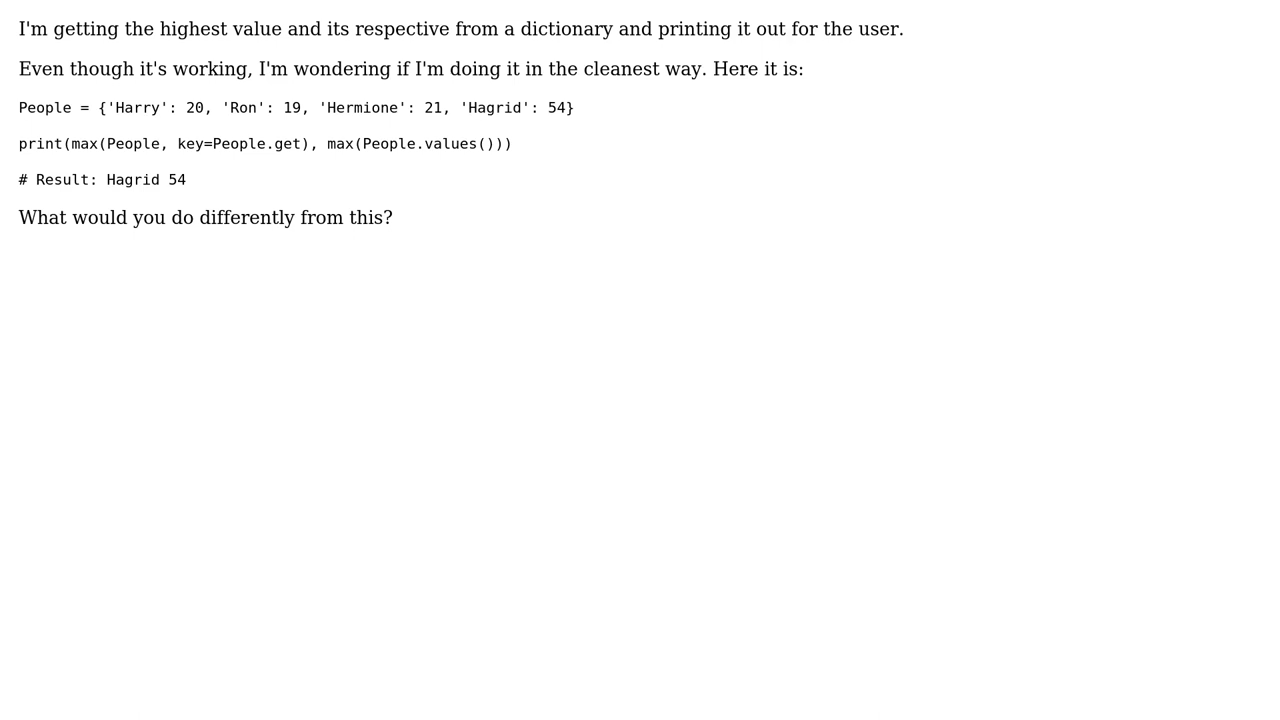 I'm getting the highest value and its respective from a dictionary and printing it out for the user.
Even though it's working, I'm wondering if I'm doing it in the cleanest way. Here it is:
People = {'Harry': 20, 'Ron': 19, 'Hermione': 21, 'Hagrid': 54}
print(max(People, key=People.get), max(People.values()))
# Result: Hagrid 54
What would you do differently from this?